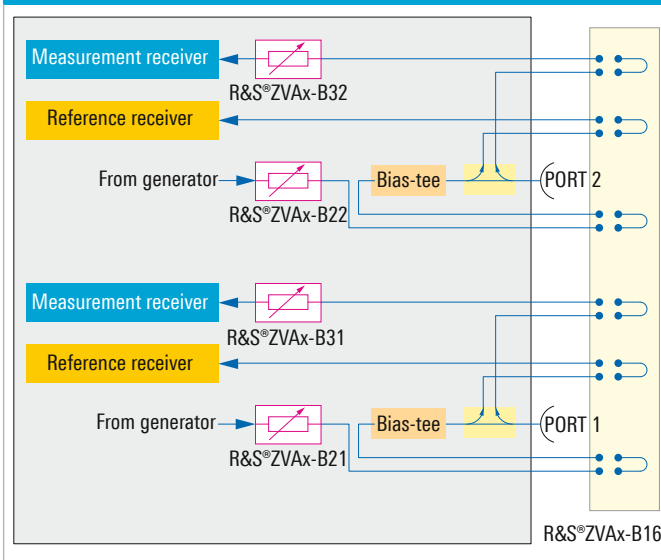 Measurement receiver
R&S®ZVAx-B32
Reference receiver
From generator
Bias-tee
PORT 2
R&S®ZVAx-B22
Measurement receiver
R&S®ZVAx-B31
Reference receiver
From generator
Bias-tee
PORT 1
R&S®ZVAx-B21
R&S®ZVAx-B16